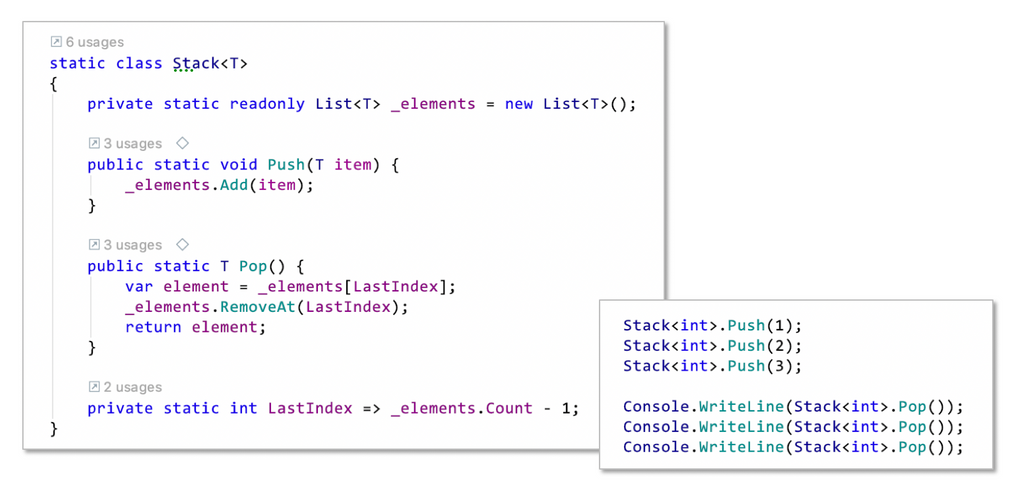 6 usages
static class Stack<T>
{
    private static readonly List<T> _elements = new List<T>();
    3 usages
    public static void Push(T item) {
        _elements.Add(item);
    }
    3 usages
    public static T Pop() {
        var element = _elements[LastIndex];
        _elements.RemoveAt(LastIndex);
        return element;
    }
    2 usages
    private static int LastIndex => _elements.Count - 1;
}
Stack<int>.Push(1);
Stack<int>.Push(2);
Stack<int>.Push(3);
Console.WriteLine(Stack<int>.Pop());
Console.WriteLine(Stack<int>.Pop());
Console.WriteLine(Stack<int>.Pop());